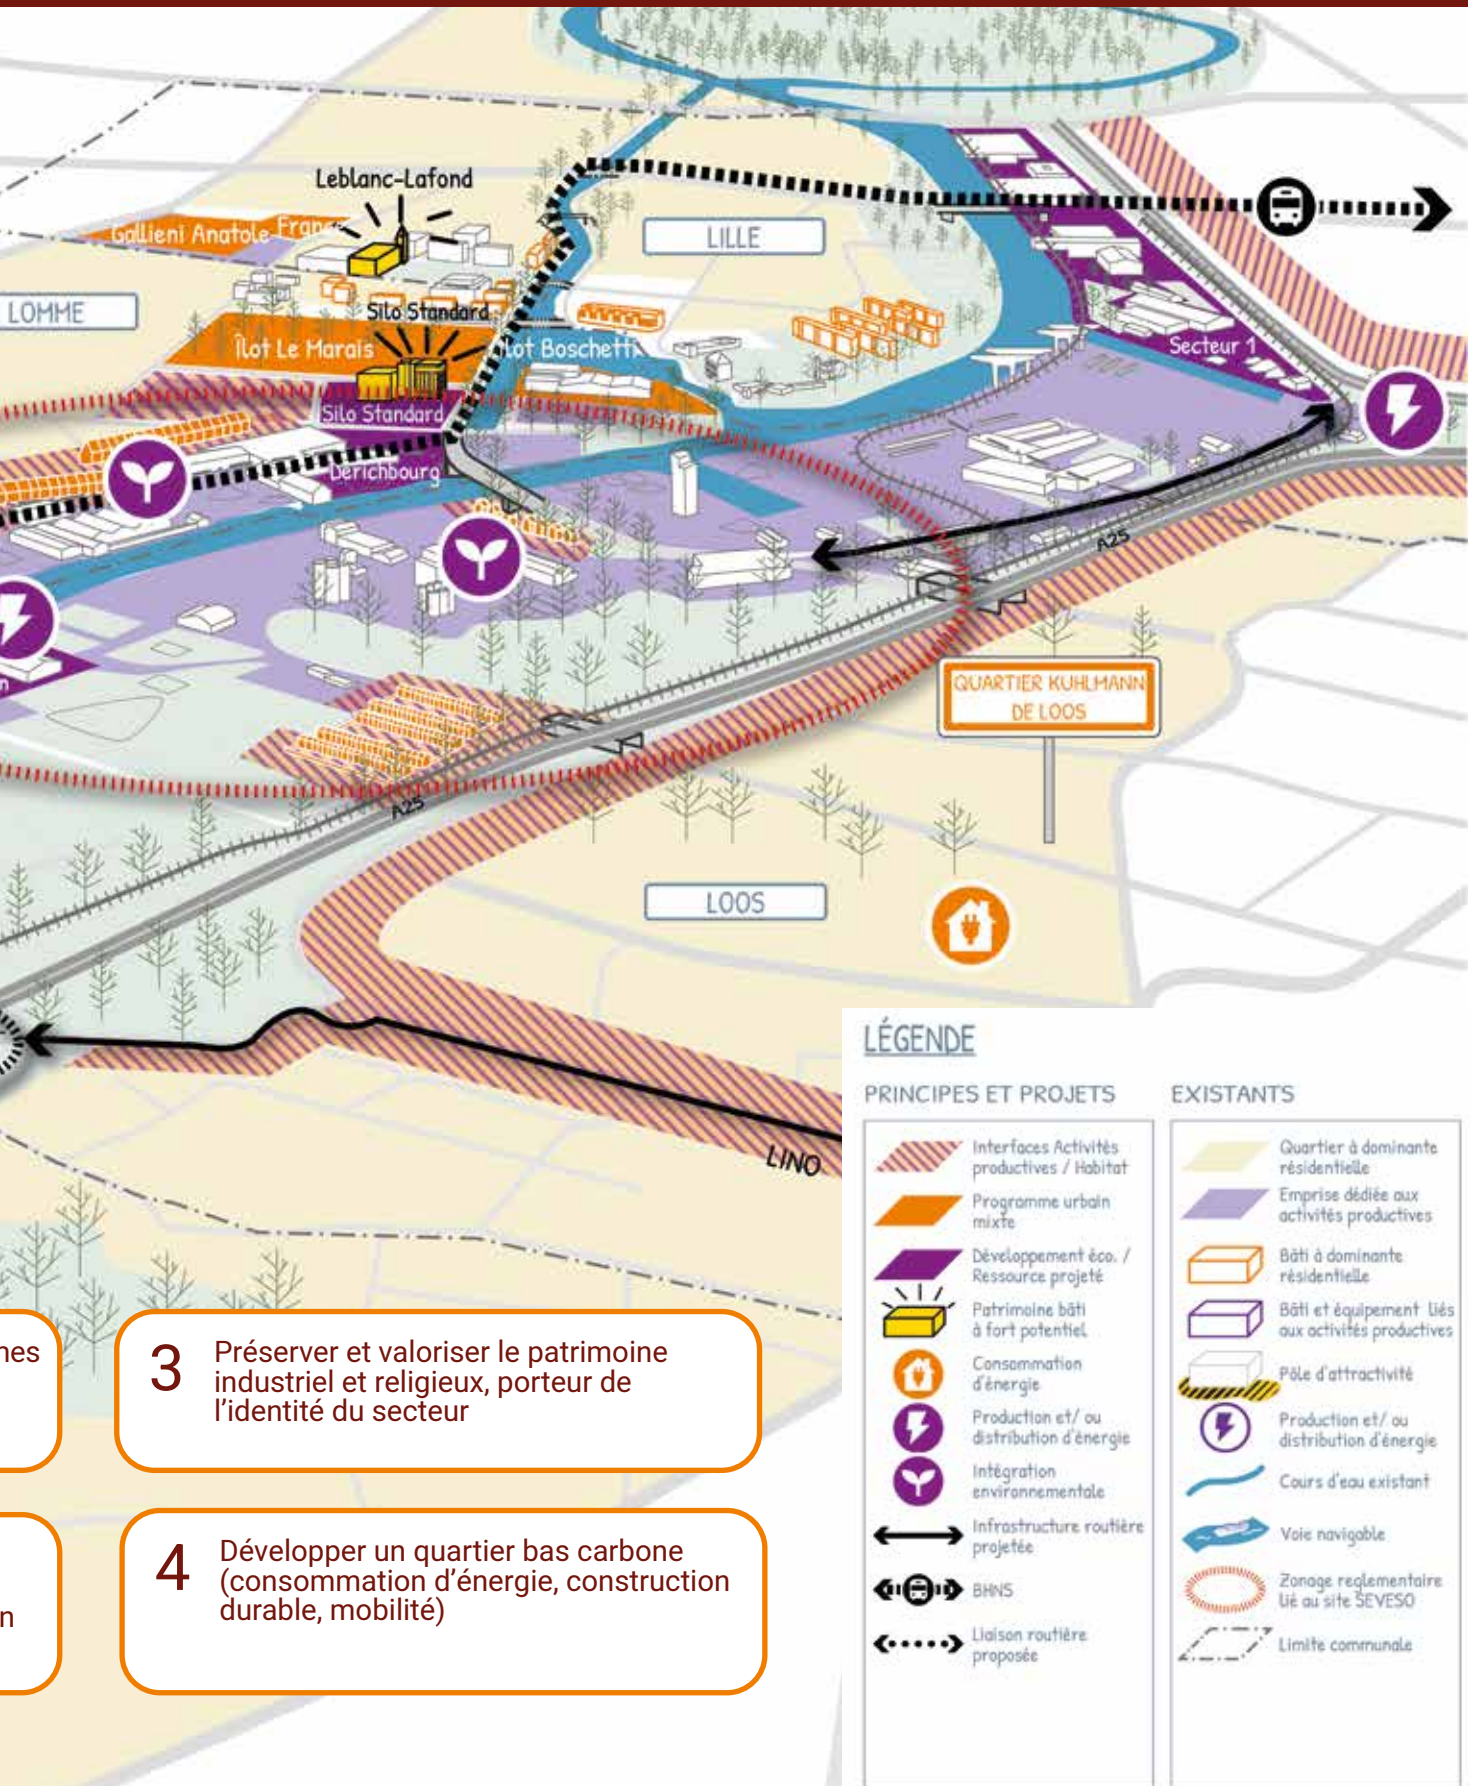 Leblanc-Lafond
Gallieni Anatole
LILLE
LOMME
Silo Standard
Îlot Le Marais
Boschetti
Secteur 1
Silo Standard
Derichbourg
A25
QUARTIER KUHLMANN
DE LOOS
A25
LOOS
LINO
LÉGENDE
PRINCIPES ET PROJETS
Interfaces Activités
productives / Habitat
Programme urbain
mixte
Développement éco. /
Ressource projeté
Patrimoine bâti
à fort potentiel
Consommation
d'énergie
Production et/ ou
distribution d'énergie
Intégration
environnementale
Infrastructure routière
projetée
BHNS
Liaison routière
proposée
EXISTANTS
Quartier à dominante
résidentielle
Emprise dédiée aux
activités productives
Bâti à dominante
résidentielle
Bâti et équipement liés
aux activités productives
Pôle d'attractivité
Production et/ ou
distribution d'énergie
Cours d'eau existant
Voie navigable
Zonage reglementaire
lié au site SEVESO
Limite communale
3
Préserver et valoriser le patrimoine
industriel et religieux, porteur de
l'identité du secteur
4
Développer un quartier bas carbone
(consommation d'énergie, construction
durable, mobilité)